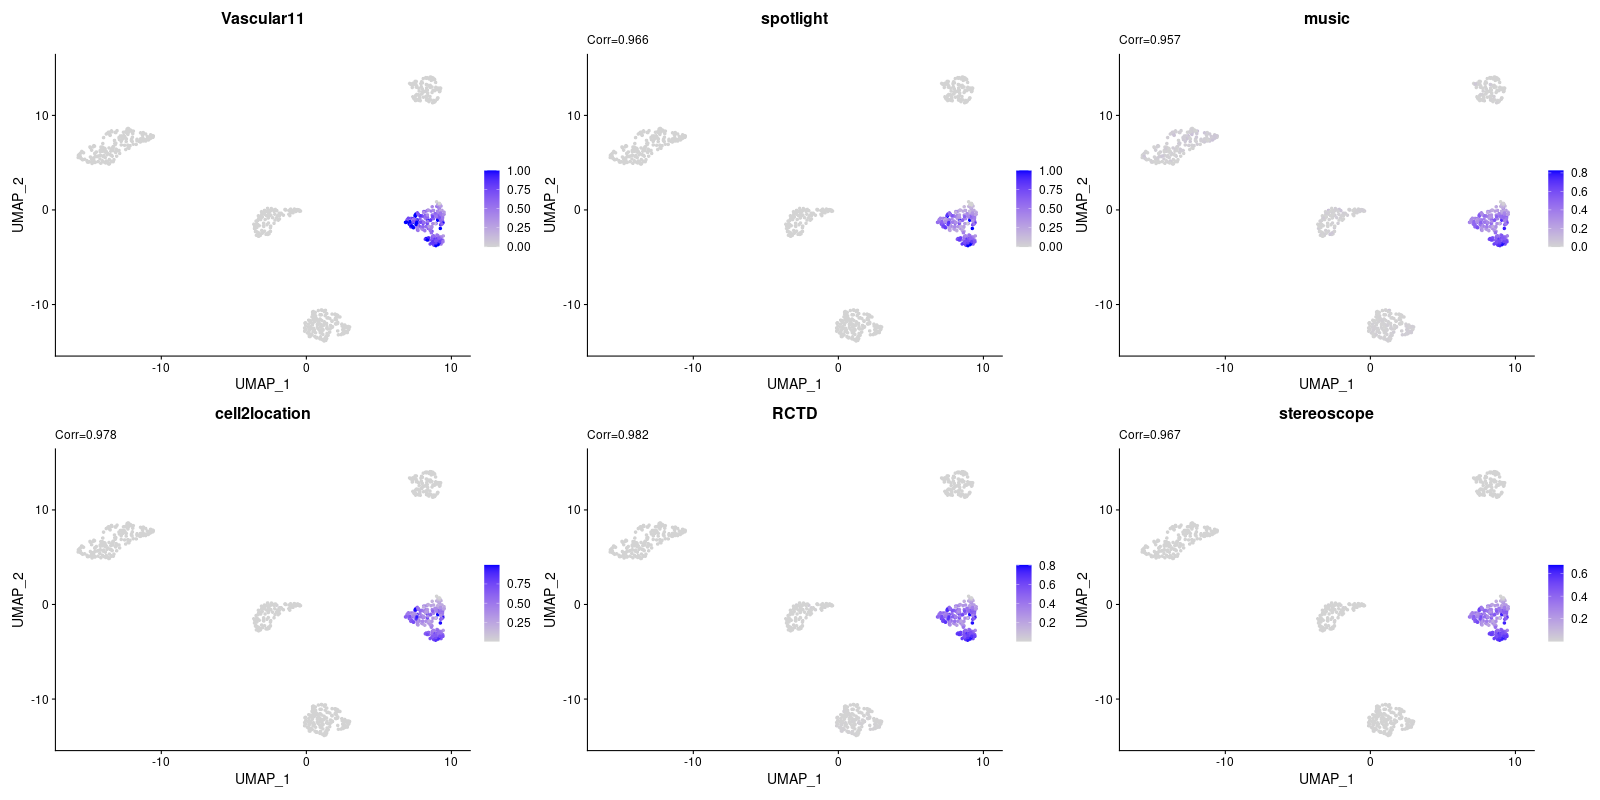 Vascular11
10
0
-10
-10
0
10
UMAP_1
UMAP_2
1.00
0.75
0.50
0.25
0.00
spotlight
Corr=0.966
10
0
-10
-10
0
10
UMAP_1
UMAP_2
1.00
0.75
0.50
0.25
0.00
music
Corr=0.957
10
0
-10
-10
0
10
UMAP_1
UMAP_2
0.8
0.6
0.4
0.2
0.0
cell2location
Corr=0.978
10
0
-10
-10
0
10
UMAP_1
UMAP_2
0.75
0.50
0.25
RCTD
Corr=0.982
10
0
-10
-10
0
10
UMAP_1
UMAP_2
0.8
0.6
0.4
0.2
stereoscope
Corr=0.967
10
0
-10
-10
0
10
UMAP_1
UMAP_2
0.6
0.4
0.2